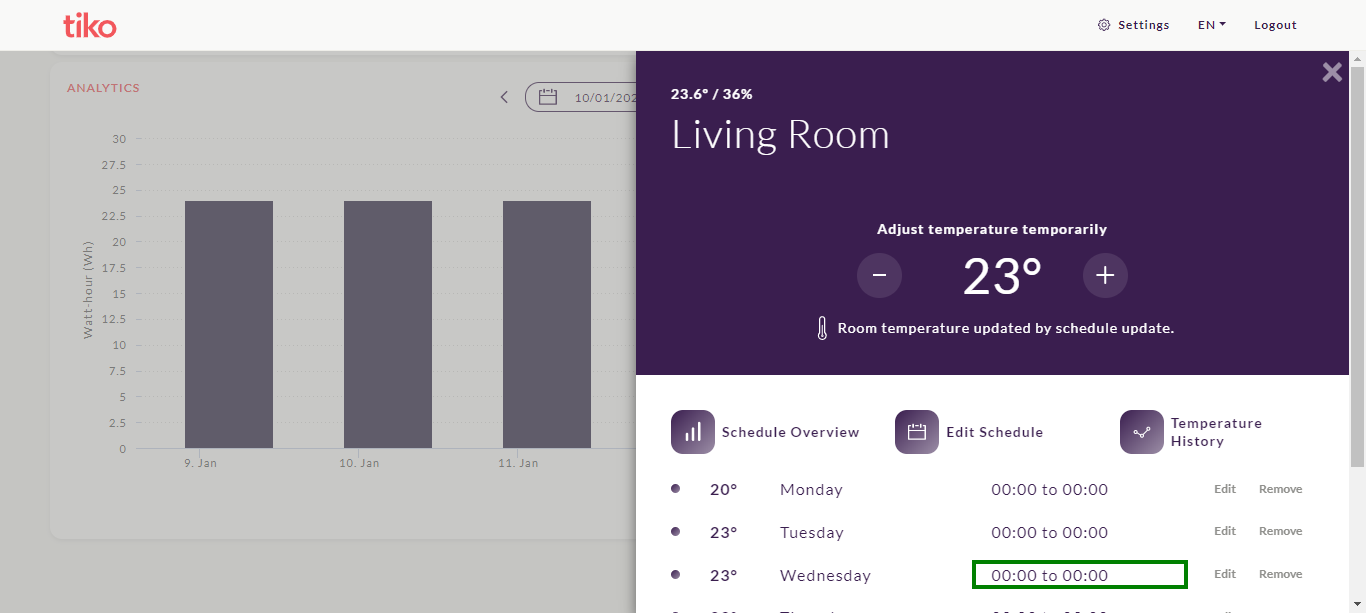 tiko
Settings
EN
Logout
ANALYTICS
10/01/202
30
27.5
25
22.5
20
17.5
15
12.5
10
7.5
5
2.5
0
Watt-hour (Wh)
9. Jan
10. Jan
11. Jan
23.6° / 36%
Living Room
Adjust temperature temporarily
23°
Room temperature updated by schedule update.
Schedule Overview
Edit Schedule
Temperature
History
20° Monday 00:00 to 00:00 Edit Remove
23° Tuesday 00:00 to 00:00 Edit Remove
23° Wednesday 00:00 to 00:00 Edit Remove